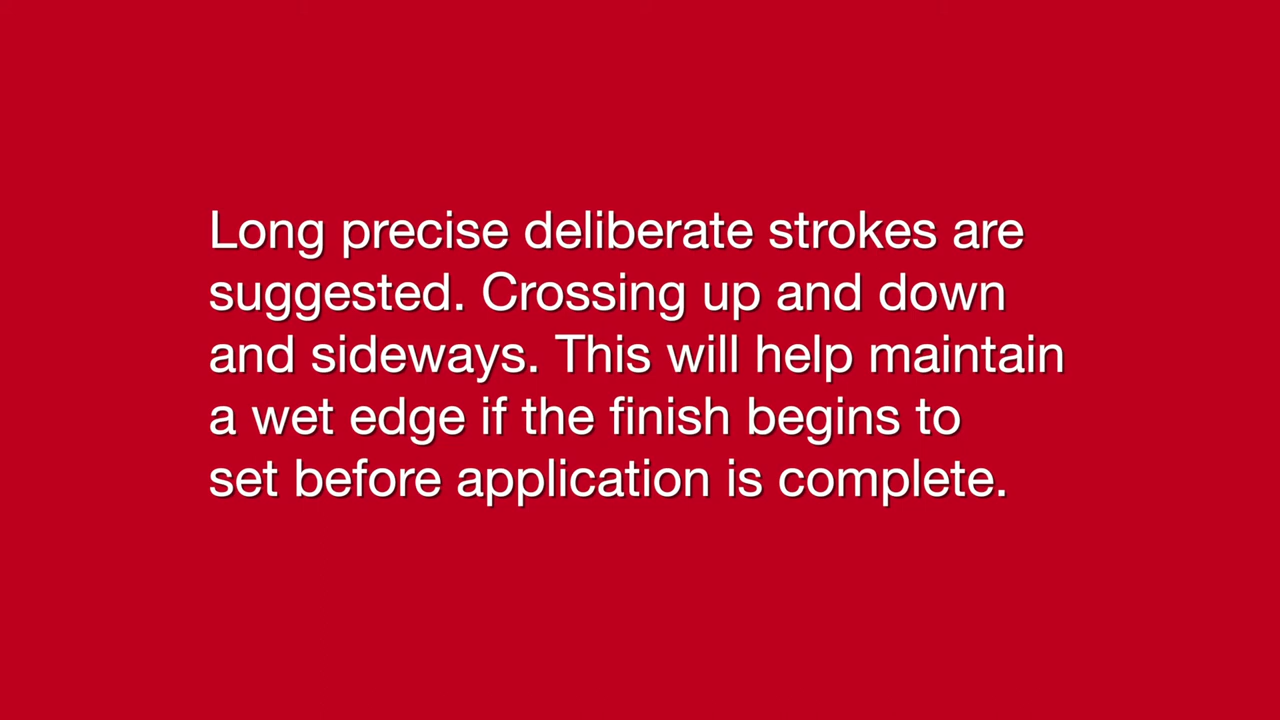 Long precise deliberate strokes are
suggested. Crossing up and down
and sideways. This will help maintain
a wet edge if the finish begins to
set before application is complete.